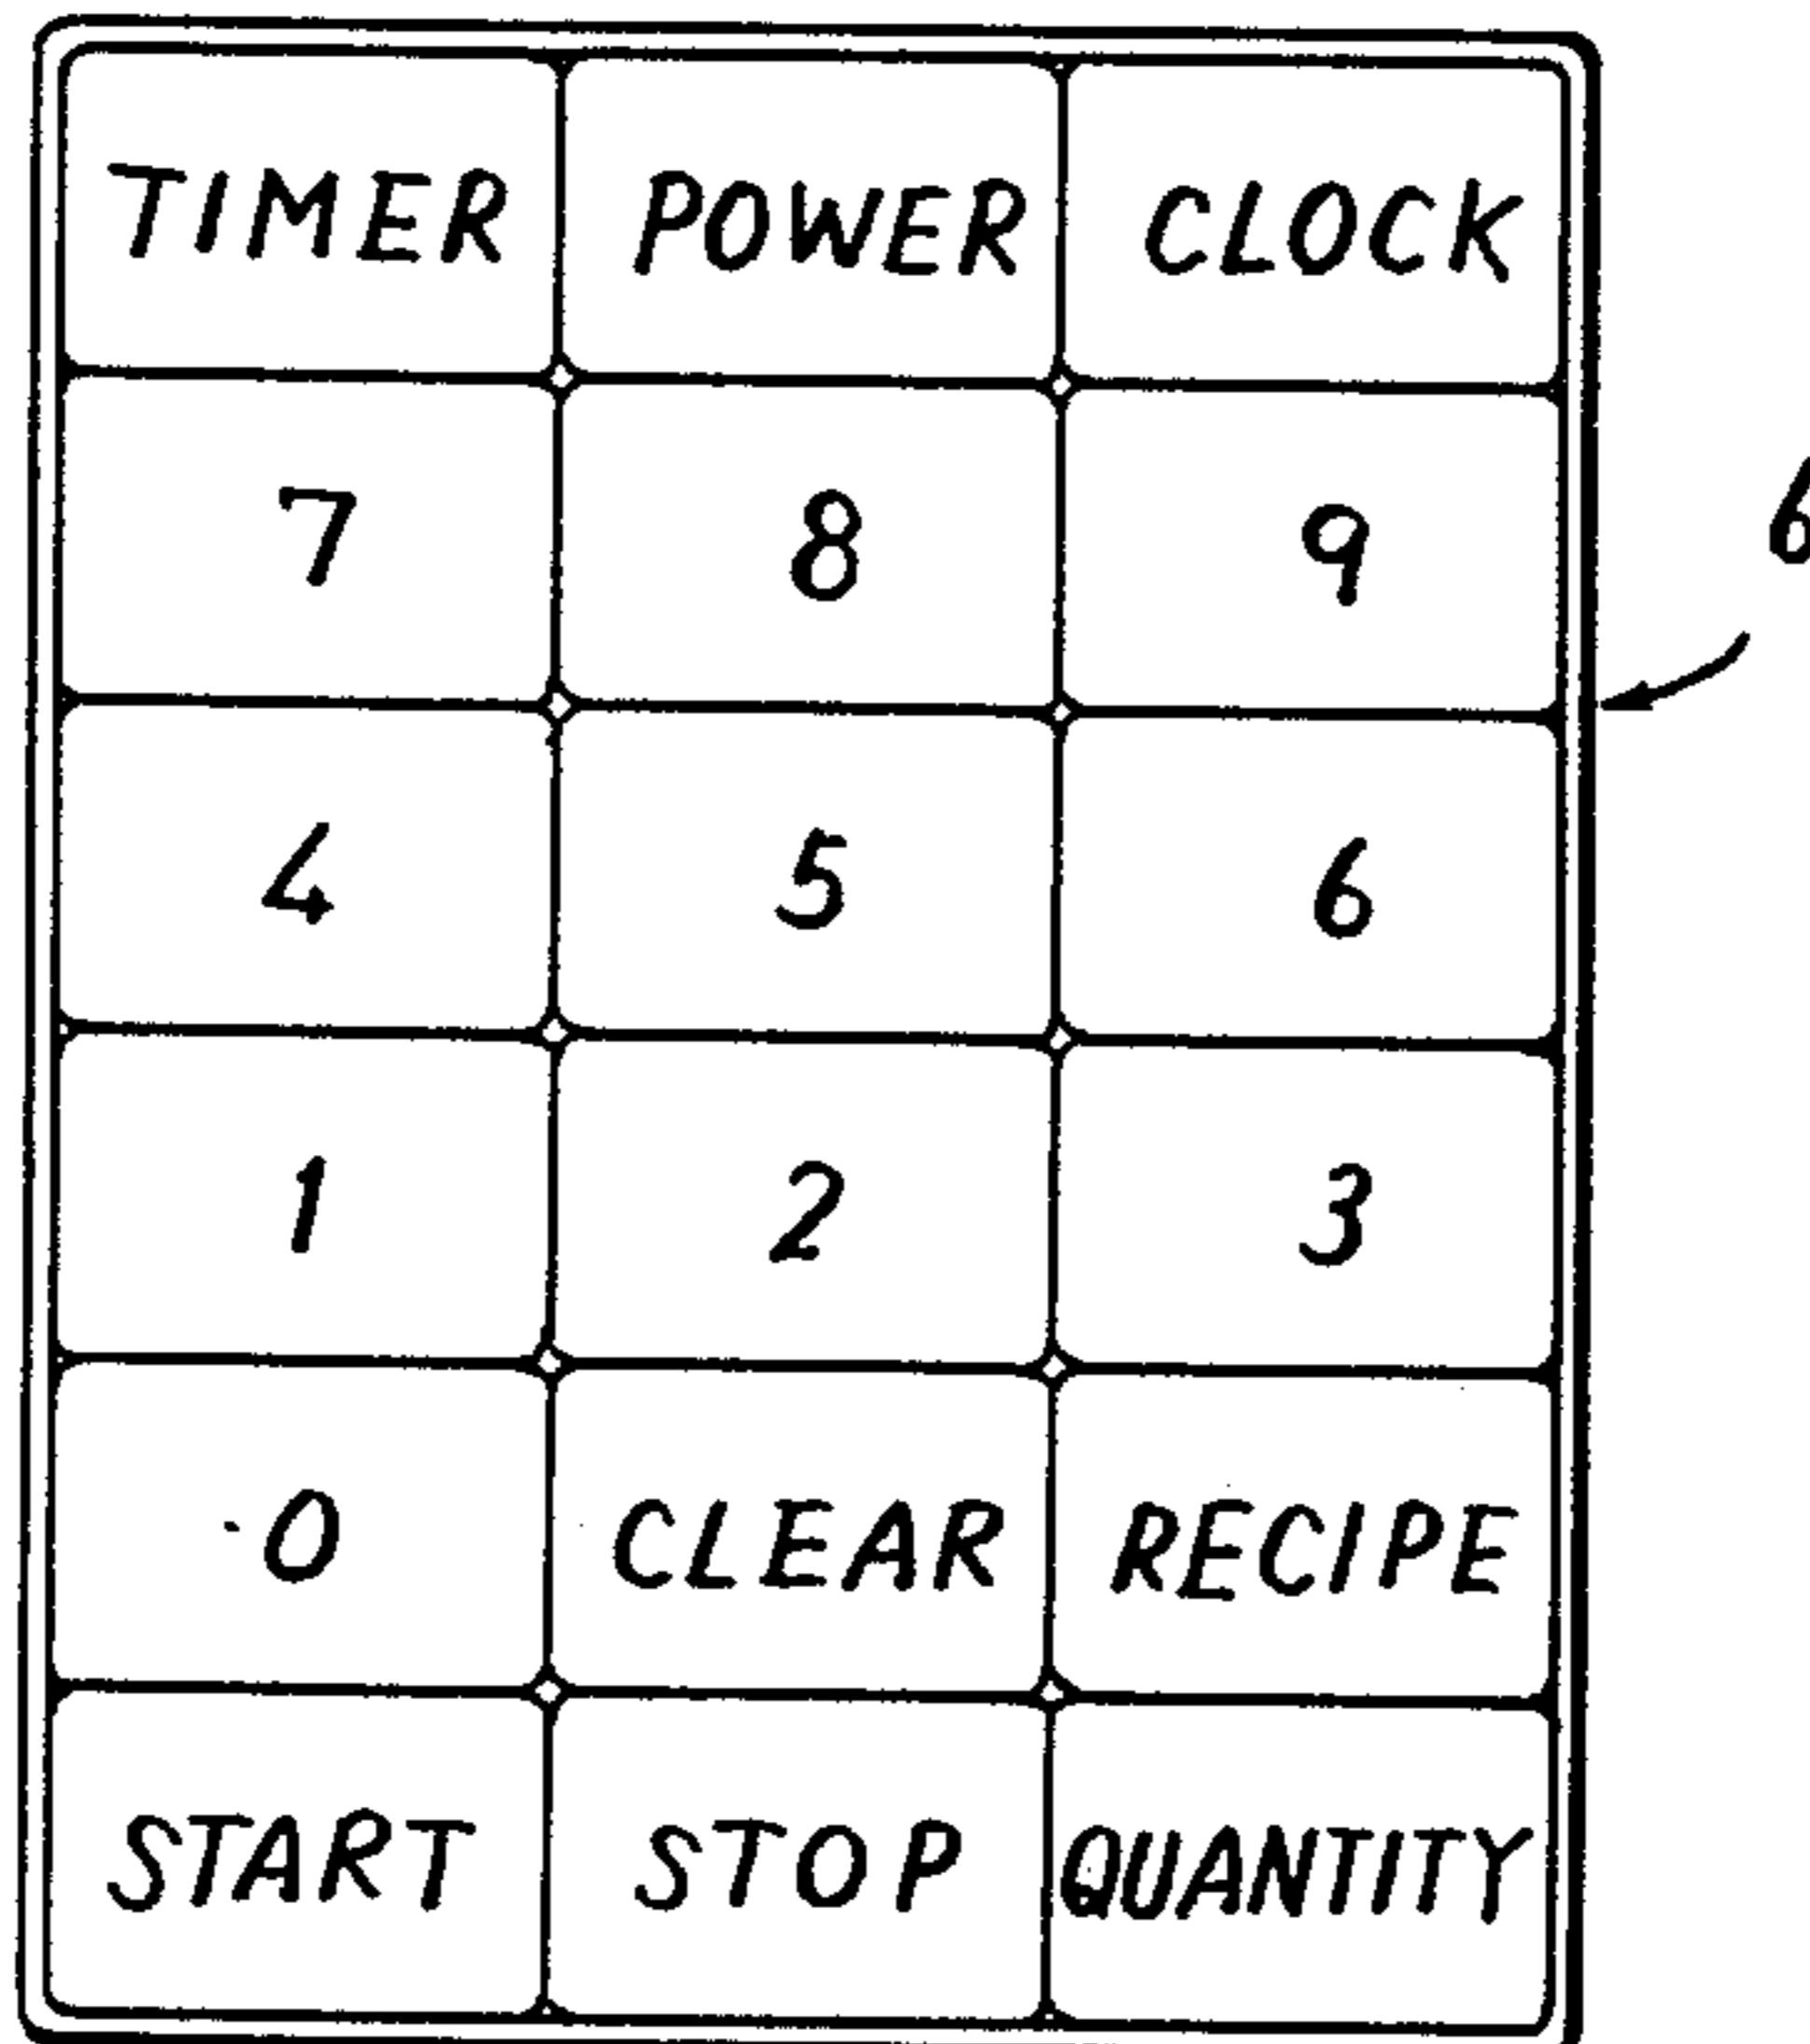 TIMER POWER CLOCK
7 8 9
4 5 6
1 2 3
0 CLEAR RECIPE
START STOP QUANTITY